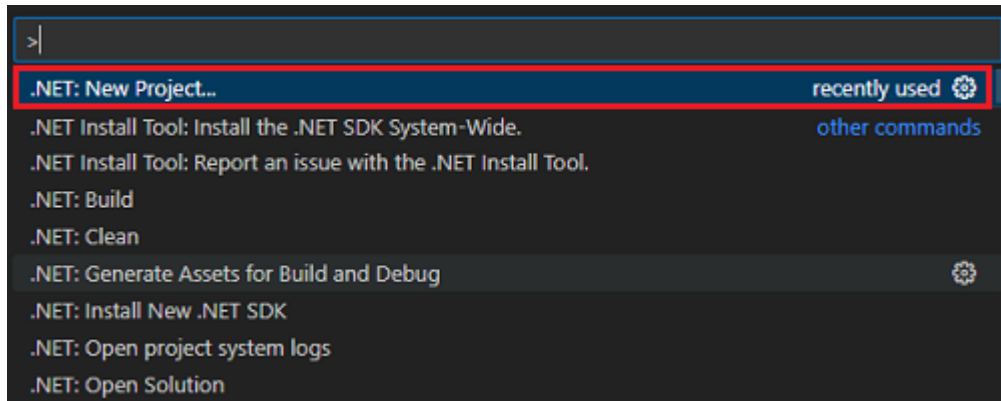 >
.NET: New Project... recently used
.NET Install Tool: Install the .NET SDK System-Wide. other commands
.NET Install Tool: Report an issue with the .NET Install Tool.
.NET: Build
.NET: Clean
.NET: Generate Assets for Build and Debug
.NET: Install New .NET SDK
.NET: Open project system logs
.NET: Open Solution